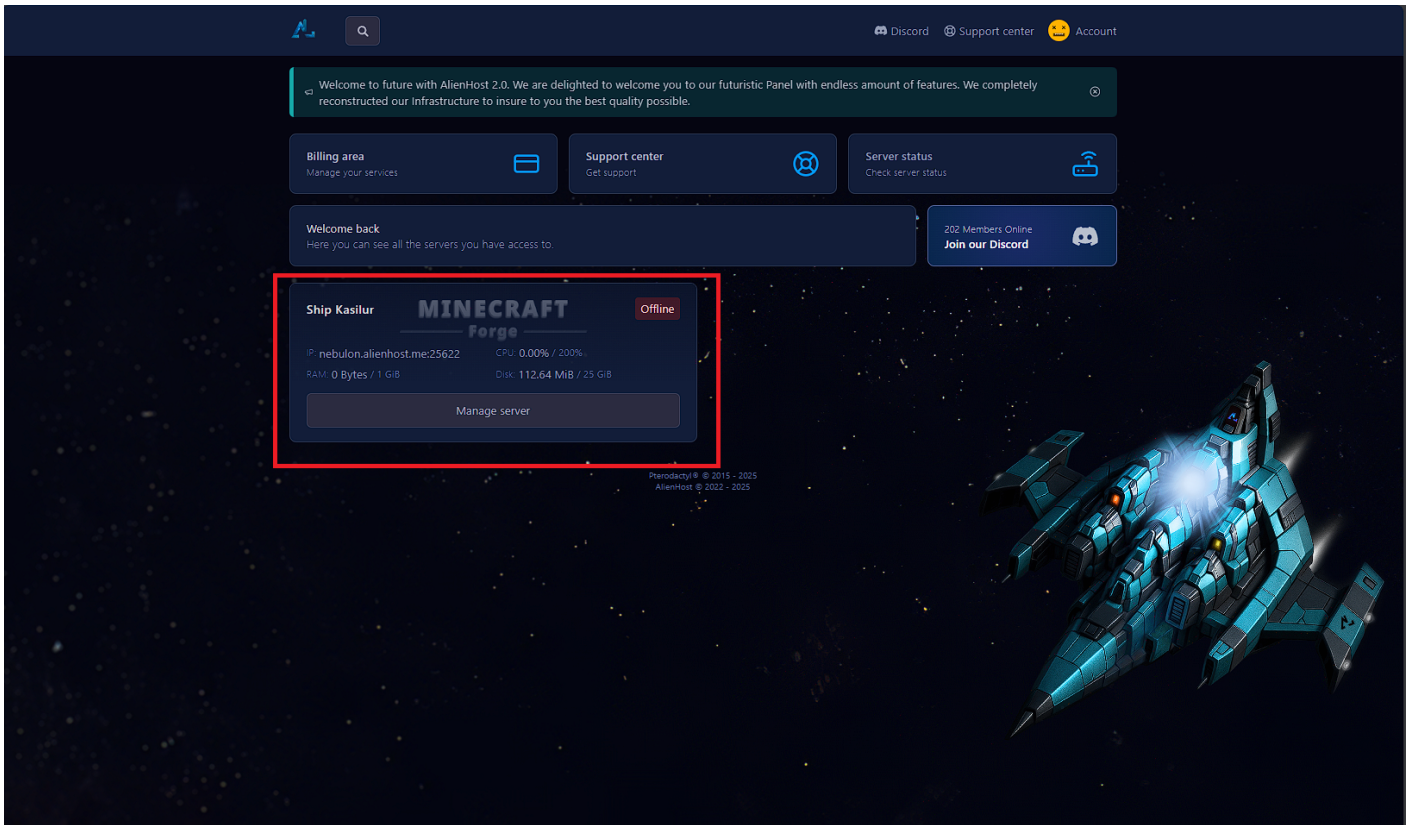 Discord
Support center
Account
Welcome to future with AlienHost 2.0. We are delighted to welcome you to our futuristic Panel with endless amount of features. We completely
reconstructed our Infrastructure to insure to you the best quality possible.
Billing area
Manage your services
Support center
Get support
Server status
Check server status
Welcome back
Here you can see all the servers you have access to.
202 Members Online
Join our Discord
Ship Kasilur
MINECRAFT
Forge
Offline
IP: nebulon.alienhost.me:25622
CPU: 0.00% / 200%
RAM: 0 Bytes / 1 GiB
Disk: 112.64 MiB / 25 GiB
Manage server
Pterodactyl® © 2015 - 2025
AlienHost © 2022 - 2025